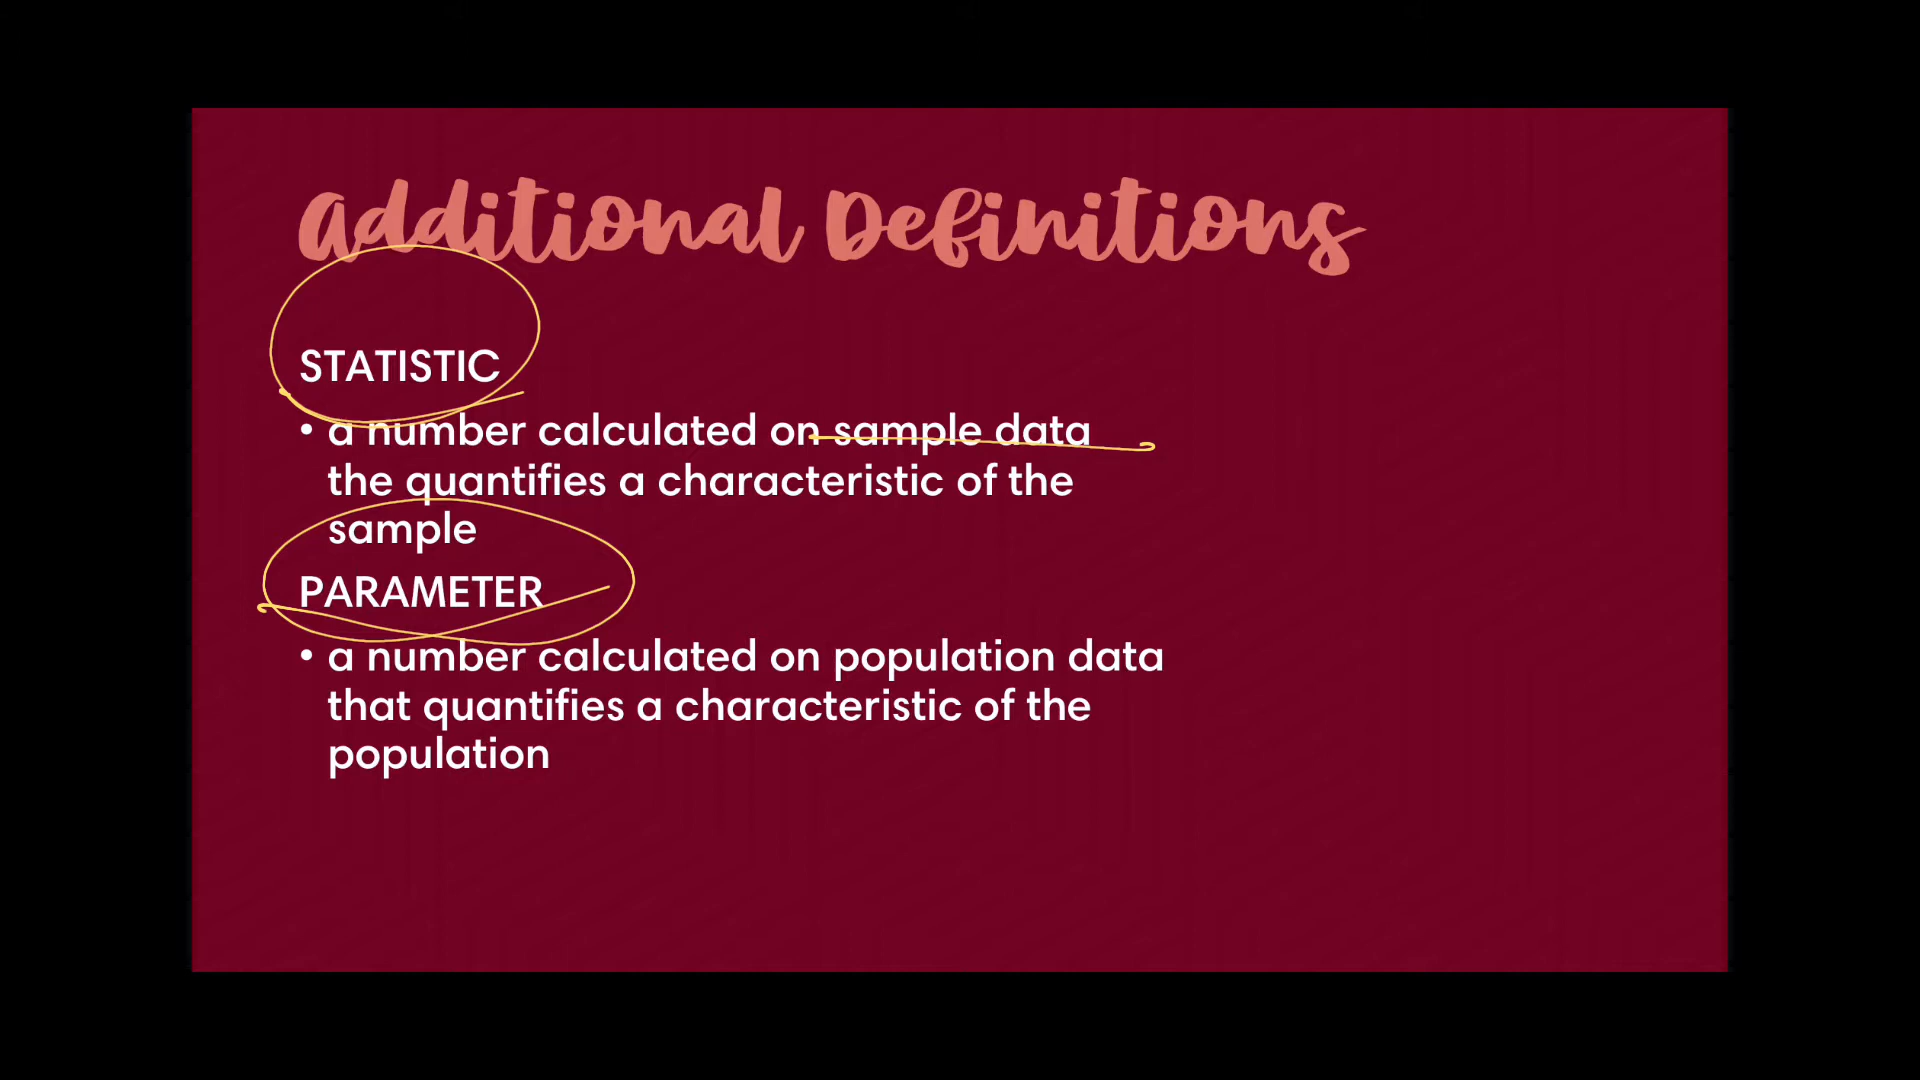 Additional Definitions
STATISTIC
• a number calculated on sample data
the quantifies a characteristic of the
sample
PARAMETER
• a number calculated on population data
that quantifies a characteristic of the
population